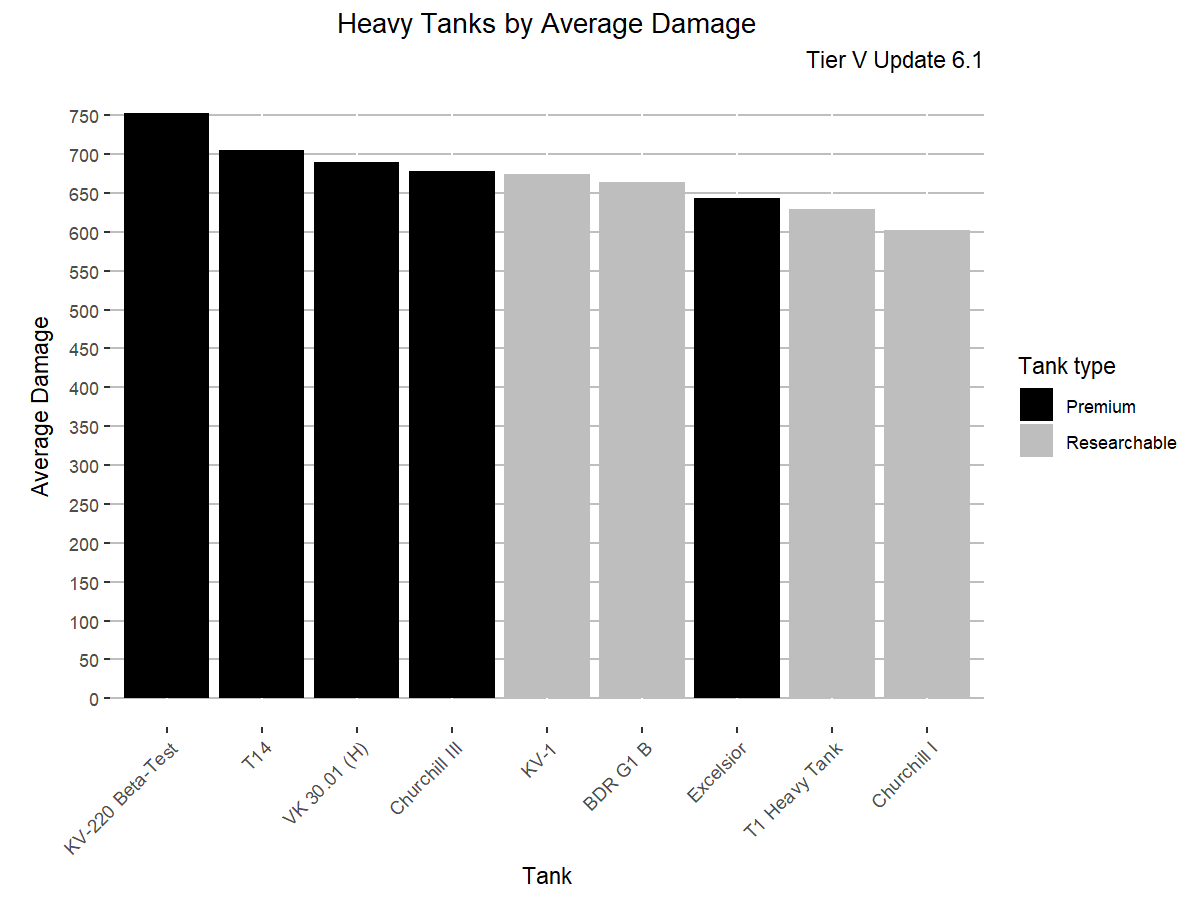 Heavy Tanks by Average Damage
Tier V Update 6.1
Average Damage
750
700
650
600
550
500
450
400
350
300
250
200
150
100
50
0
KV-220 Beta-Test
T14
VK 30.01 (H)
Churchill III
KV-1
BDR G1 B
Excelsior
T1 Heavy Tank
Churchill I
Tank
Tank type
Premium
Researchable